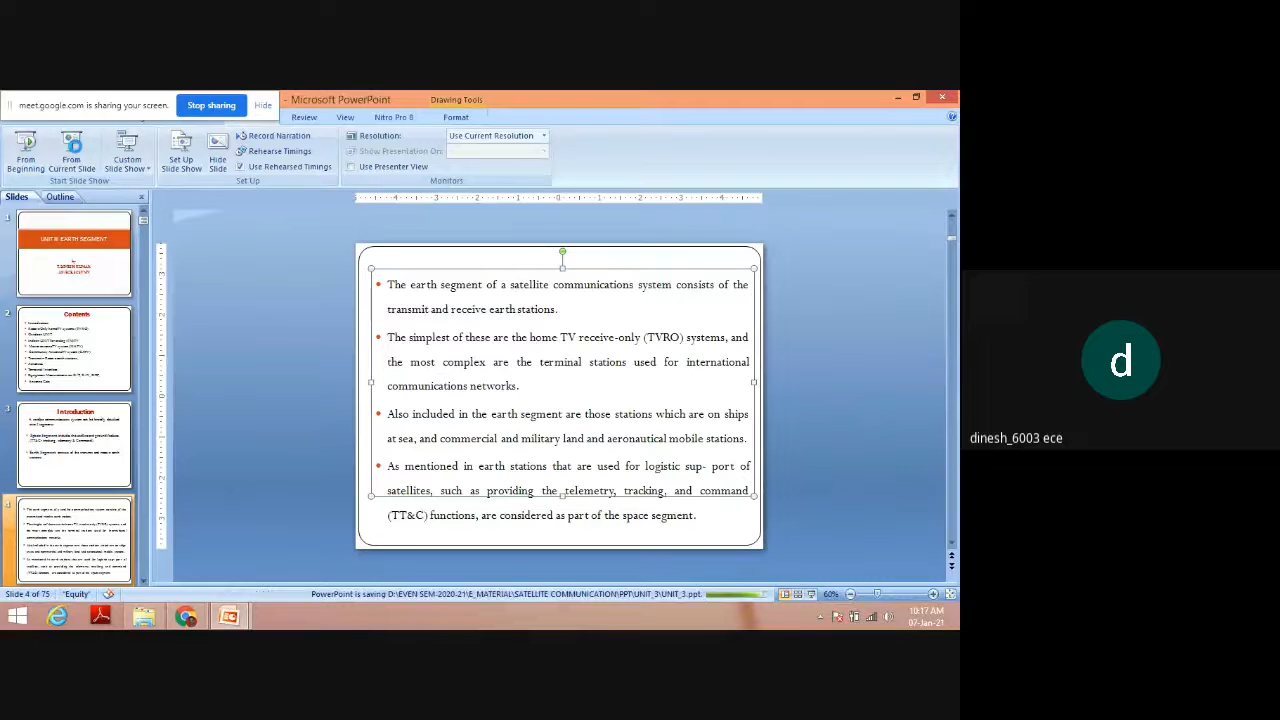 meet.google.com is sharing your screen.
Stop sharing
Hide
- Microsoft PowerPoint
Drawing Tools
Review
View
Nitro Pro 8
Format
From Beginning
From Current Slide
Custom Slide Show
Start Slide Show
Set Up Slide Show
Hide Slide
Record Narration
Rehearse Timings
Use Rehearsed Timings
Set Up
Resolution:
Use Current Resolution
Show Presentation On:
Use Presenter View
Monitors
Slides
Outline
1
UNIT III EARTH SEGMENT
2
Contents
3
Introduction
4
• The earth segment of a satellite communications system consists of the
transmit and receive earth stations.
• The simplest of these are the home TV receive-only (TVRO) systems, and
the most complex are the terminal stations used for international
communications networks.
• Also included in the earth segment are those stations which are on ships
at sea, and commercial and military land and aeronautical mobile stations.
• As mentioned in earth stations that are used for logistic sup- port of
satellites, such as providing the telemetry, tracking, and command
(TT&C) functions, are considered as part of the space segment.
d
dinesh_6003 ece
Slide 4 of 75
"Equity"
PowerPoint is saving D:\EVEN SEM-2020-21\E_MATERIAL\SATELLITE COMMUNICATION\PPT\UNIT_3\UNIT_3.ppt.
60%
10:17 AM
07-Jan-21